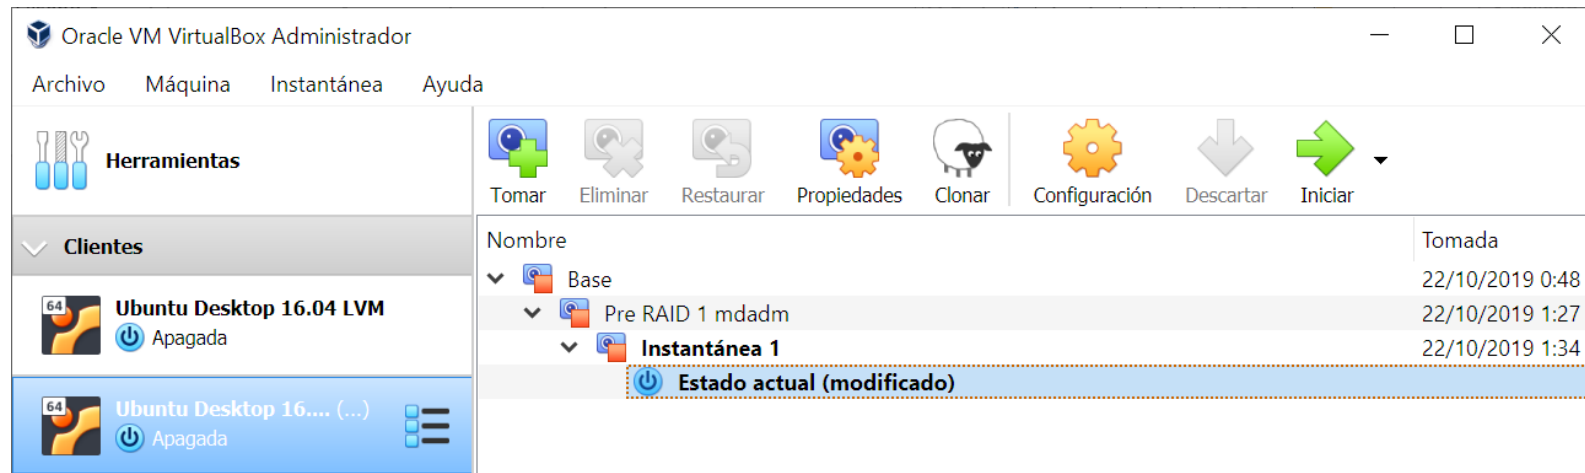 Oracle VM VirtualBox Administrador
Archivo Máquina Instantánea Ayuda
Herramientas
Tomar Eliminar Restaurar Propiedades Clonar Configuración Descartar Iniciar
Clientes
64 Ubuntu Desktop 16.04 LVM
Apagada
64 Ubuntu Desktop 16.... (...)
Apagada
Nombre Tomada
Base 22/10/2019 0:48
Pre RAID 1 mdadm 22/10/2019 1:27
Instantánea 1 22/10/2019 1:34
Estado actual (modificado)